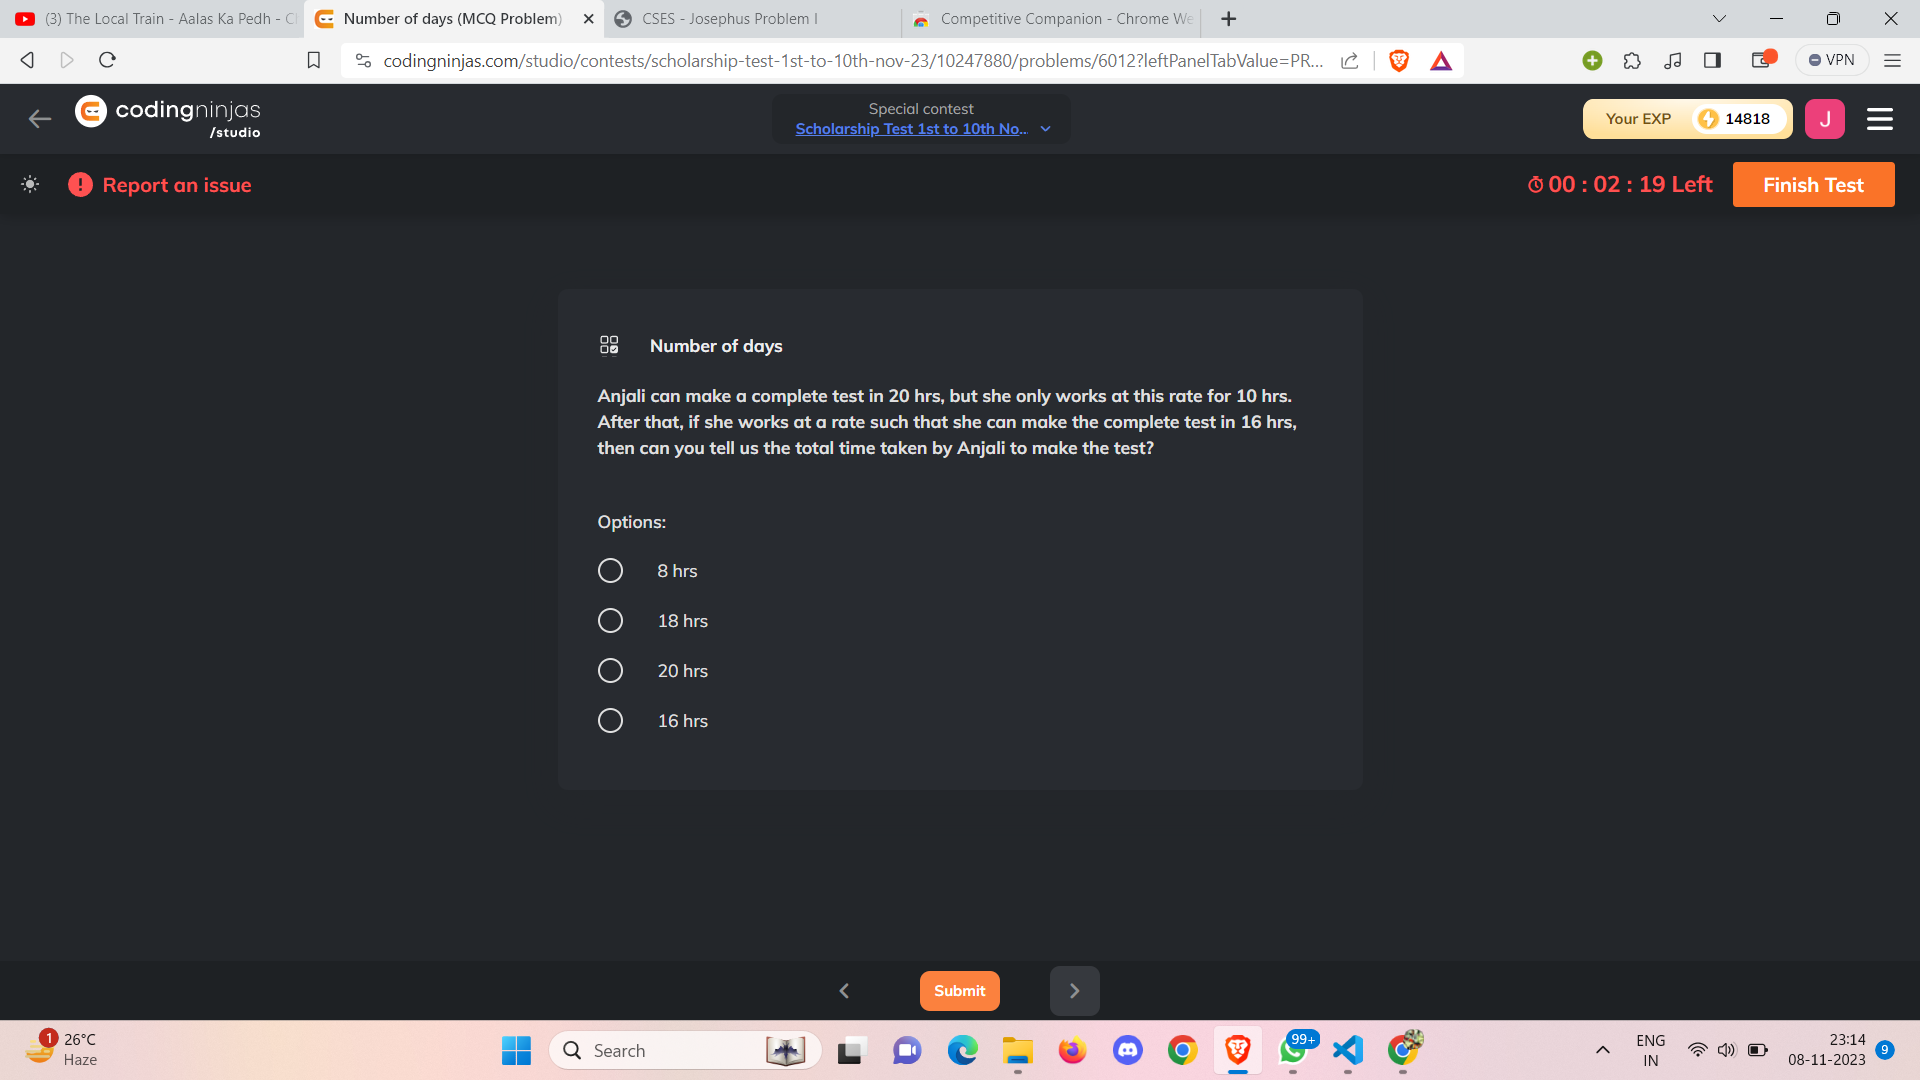 (3) The Local Train - Aalas Ka Pedh - C
Number of days (MCQ Problem)
CSES - Josephus Problem I
Competitive Companion - Chrome We
codingninjas.com/studio/contests/scholarship-test-1st-to-10th-nov-23/10247880/problems/6012?leftPanelTabValue=PR...
VPN
codingninjas
/studio
Special contest
Scholarship Test 1st to 10th No...
Your EXP 14818
J
Report an issue
00 : 02 : 19 Left
Finish Test
Number of days
Anjali can make a complete test in 20 hrs, but she only works at this rate for 10 hrs.
After that, if she works at a rate such that she can make the complete test in 16 hrs,
then can you tell us the total time taken by Anjali to make the test?
Options:
8 hrs
18 hrs
20 hrs
16 hrs
Submit
1
26°C
Haze
Search
99+
ENG
IN
23:14
08-11-2023
9